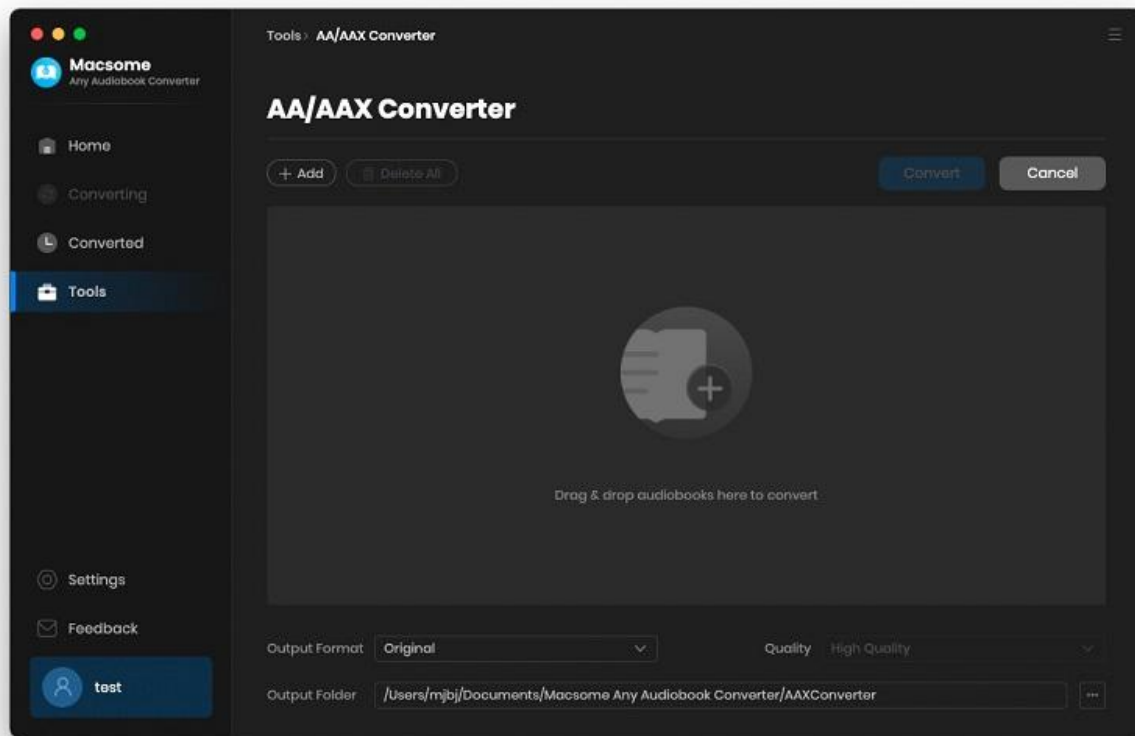 Macsome
Any Audiobook Converter
Home
Converting
Converted
Tools
Settings
Feedback
test
Tools › AA/AAX Converter
AA/AAX Converter
+ Add
Delete All
Convert
Cancel
Drag & drop audiobooks here to convert
Output Format Original
Quality High Quality
Output Folder /Users/mjbj/Documents/Macsome Any Audiobook Converter/AAXConverter